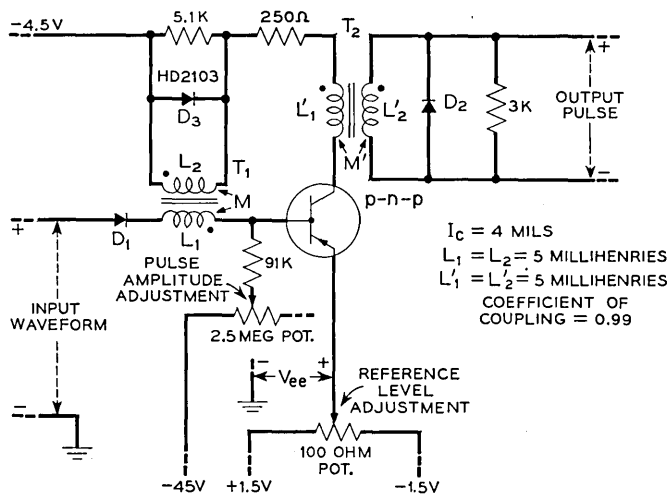 5.1K
250Ω
T2
-4.5V
HD2103
D3
L'1
L'2
D2
3K
+
OUTPUT
PULSE
-
L2
T1
M
M'
p-n-p
+
D1
L1
91K
PULSE
AMPLITUDE
ADJUSTMENT
INPUT
WAVEFORM
2.5 MEG POT.
IC = 4 MILS
L1 = L2 = 5 MILLIHENRIES
L'1 = L'2 = 5 MILLIHENRIES
COEFFICIENT OF
COUPLING = 0.99
- +
Vee
REFERENCE
LEVEL
ADJUSTMENT
-
100 OHM
POT.
-45V
+1.5V
-1.5V